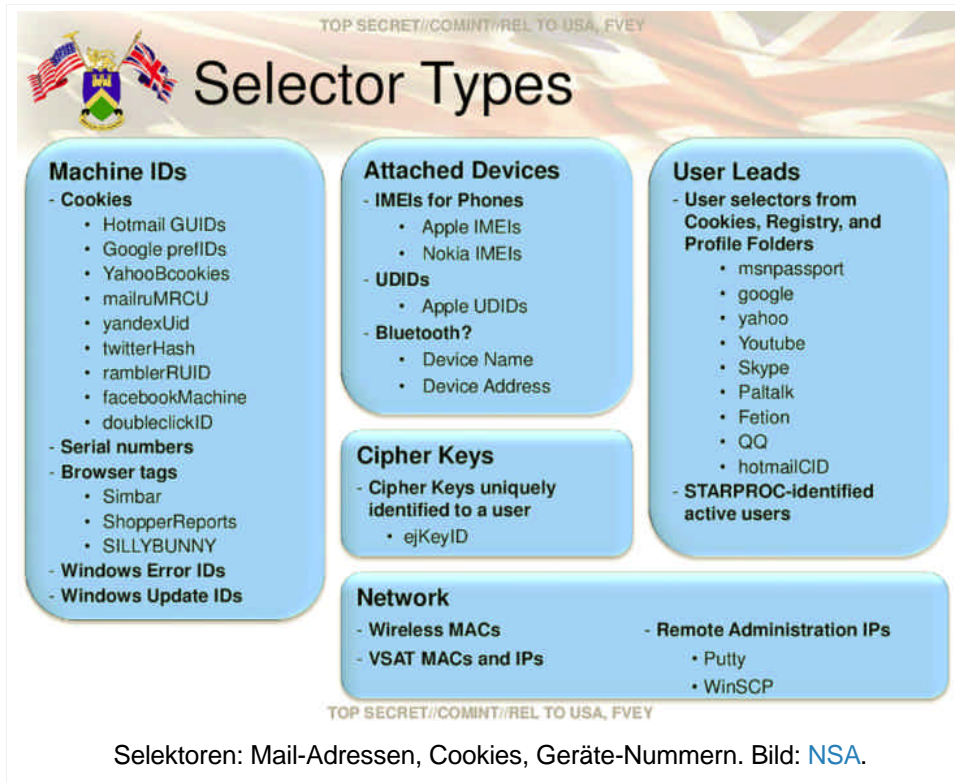 TOP SECRET//COMINT//REL TO USA, FVEY
Selector Types
Machine IDs
- Cookies
• Hotmail GUIDs
• Google prefIDs
• YahooBcookies
• mailruMRCU
• yandexUid
• twitterHash
• ramblerRUID
• facebookMachine
• doubleclickID
- Serial numbers
- Browser tags
• Simbar
• ShopperReports
• SILLYBUNNY
- Windows Error IDs
- Windows Update IDs
Attached Devices
- IMEIs for Phones
• Apple IMEIs
• Nokia IMEIs
- UDIDs
• Apple UDIDs
- Bluetooth?
• Device Name
• Device Address
Cipher Keys
- Cipher Keys uniquely
identified to a user
• ejKeyID
User Leads
- User selectors from
Cookies, Registry, and
Profile Folders
• msnpassport
• google
• yahoo
• Youtube
• Skype
• Paltalk
• Fetion
• QQ
• hotmailCID
- STARPROC-identified
active users
Network
- Wireless MACs
- VSAT MACs and IPs
- Remote Administration IPs
• Putty
• WinSCP
TOP SECRET//COMINT//REL TO USA, FVEY
Selektoren: Mail-Adressen, Cookies, Geräte-Nummern. Bild: NSA.